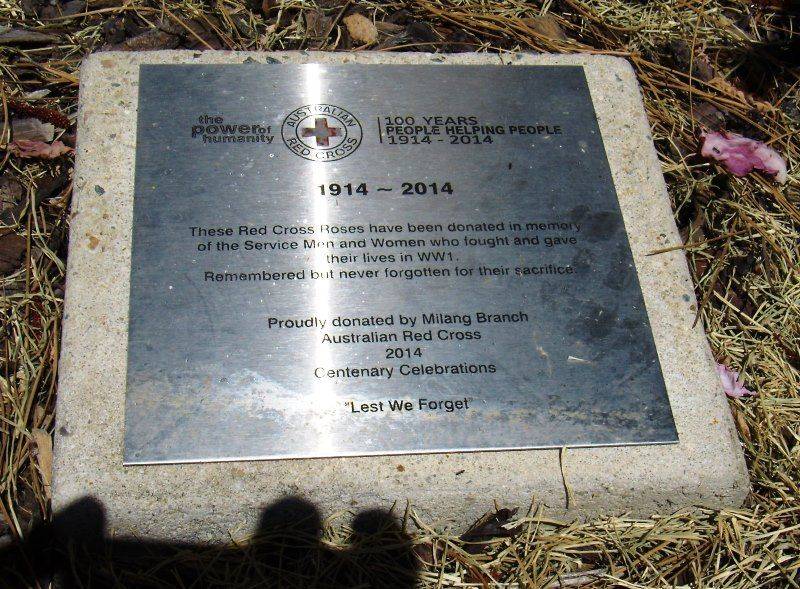 the
power of
humanity
AUSTRALIAN
RED CROSS
100 YEARS
PEOPLE HELPING PEOPLE
1914 - 2014
1914 ~ 2014
These Red Cross Roses have been donated in memory
of the Service Men and Women who fought and gave
their lives in WW1.
Remembered but never forgotten for their sacrifice.
Proudly donated by Milang Branch
Australian Red Cross
2014
Centenary Celebrations
"Lest We Forget"